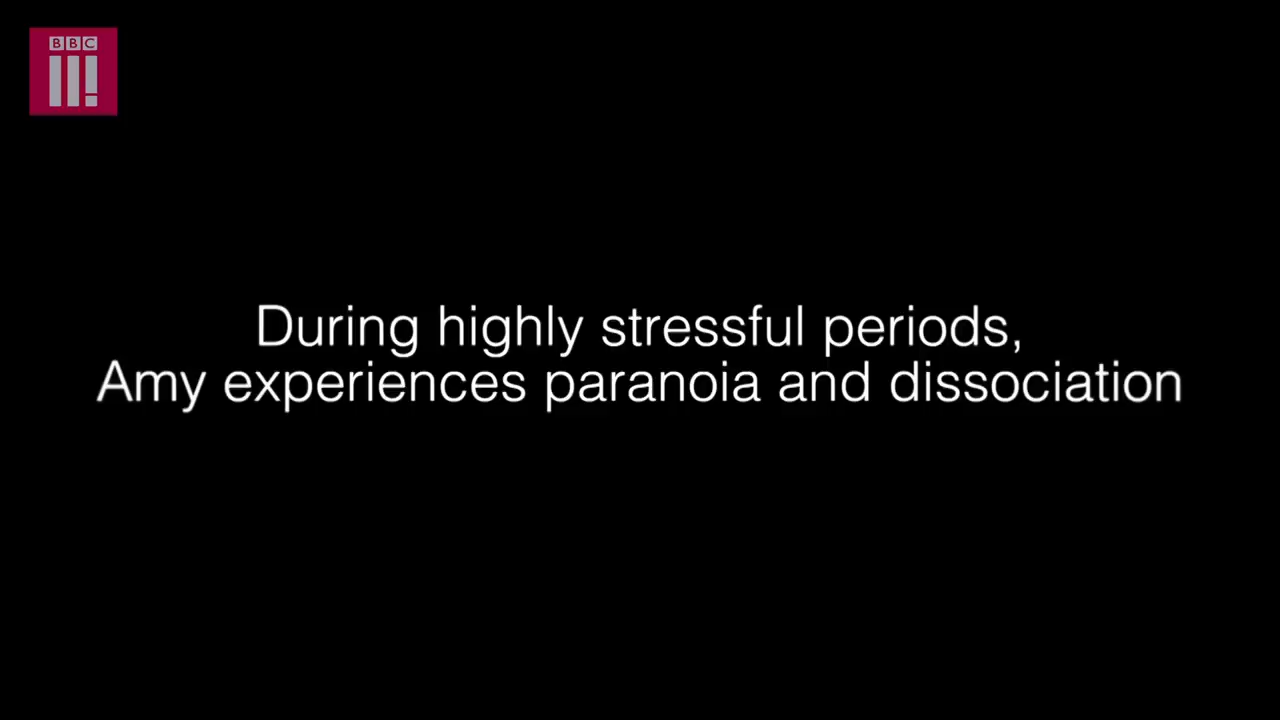 BBC
During highly stressful periods,
Amy experiences paranoia and dissociation